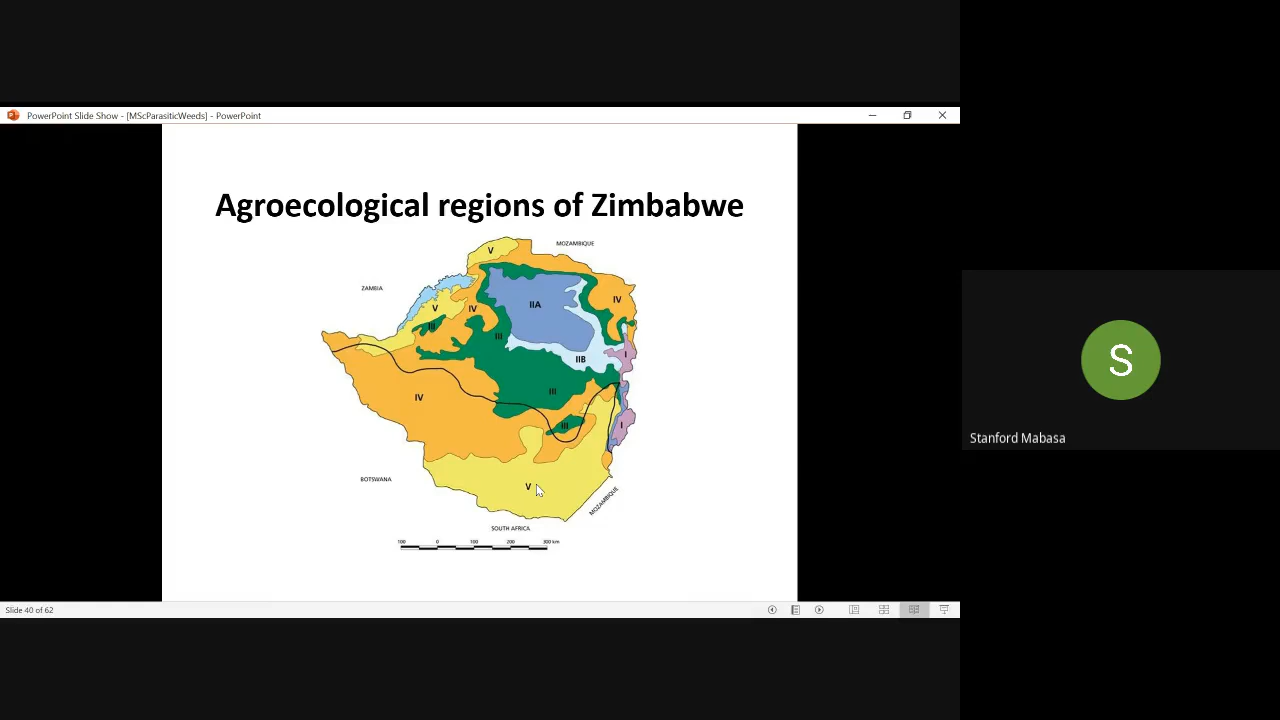 PowerPoint Slide Show - [MScParasiticWeeds] - PowerPoint
Agroecological regions of Zimbabwe
MOZAMBIQUE
V
ZAMBIA
IV
IIA
V
IV
III
III
IIB
I
IV
III
III
I
V
BOTSWANA
MOZAMBIQUE
SOUTH AFRICA
100 0 100 200 300 km
S
Stanford Mabasa
Slide 40 of 62